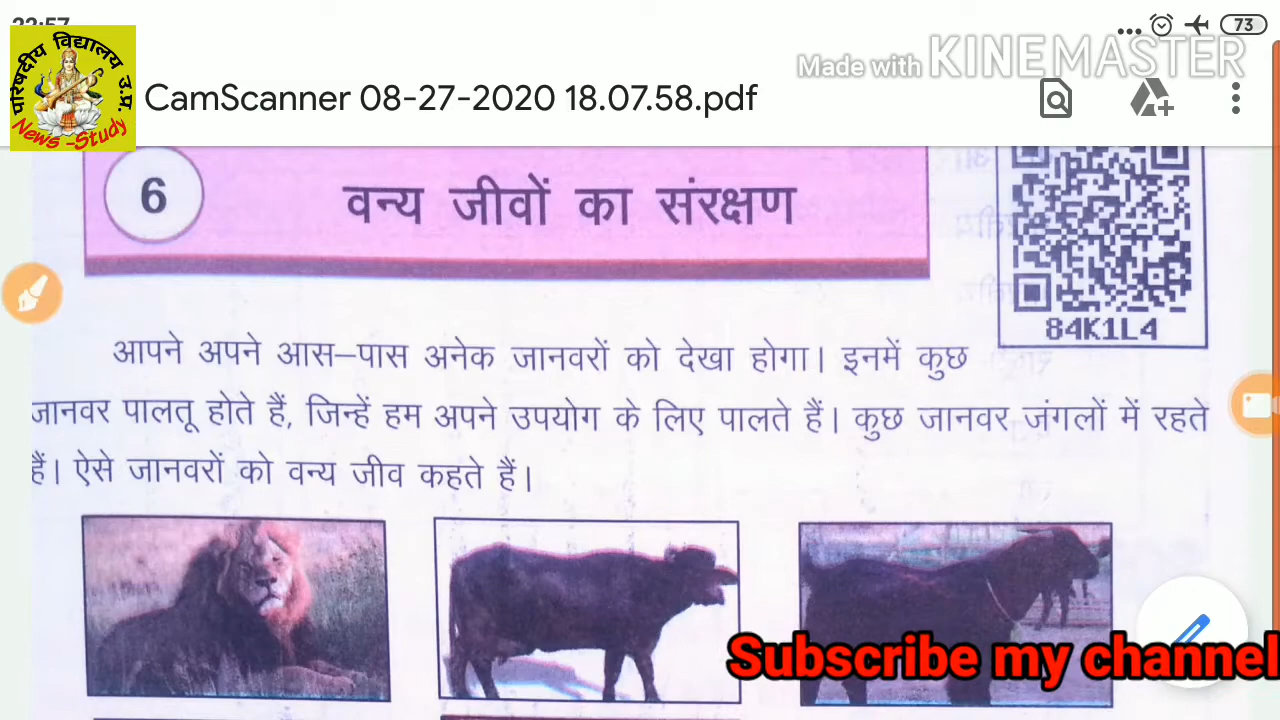 22:57
73
Made with KINEMASTER
परिषदीय विद्यालय उ.प्र.
News-Study
CamScanner 08-27-2020 18.07.58.pdf
6
वन्य जीवों का संरक्षण
84K1L4
आपने अपने आस–पास अनेक जानवरों को देखा होगा। इनमें कुछ
जानवर पालतू होते हैं, जिन्हें हम अपने उपयोग के लिए पालते हैं। कुछ जानवर जंगलों में रहते
हैं। ऐसे जानवरों को वन्य जीव कहते हैं।
Subscribe my channel